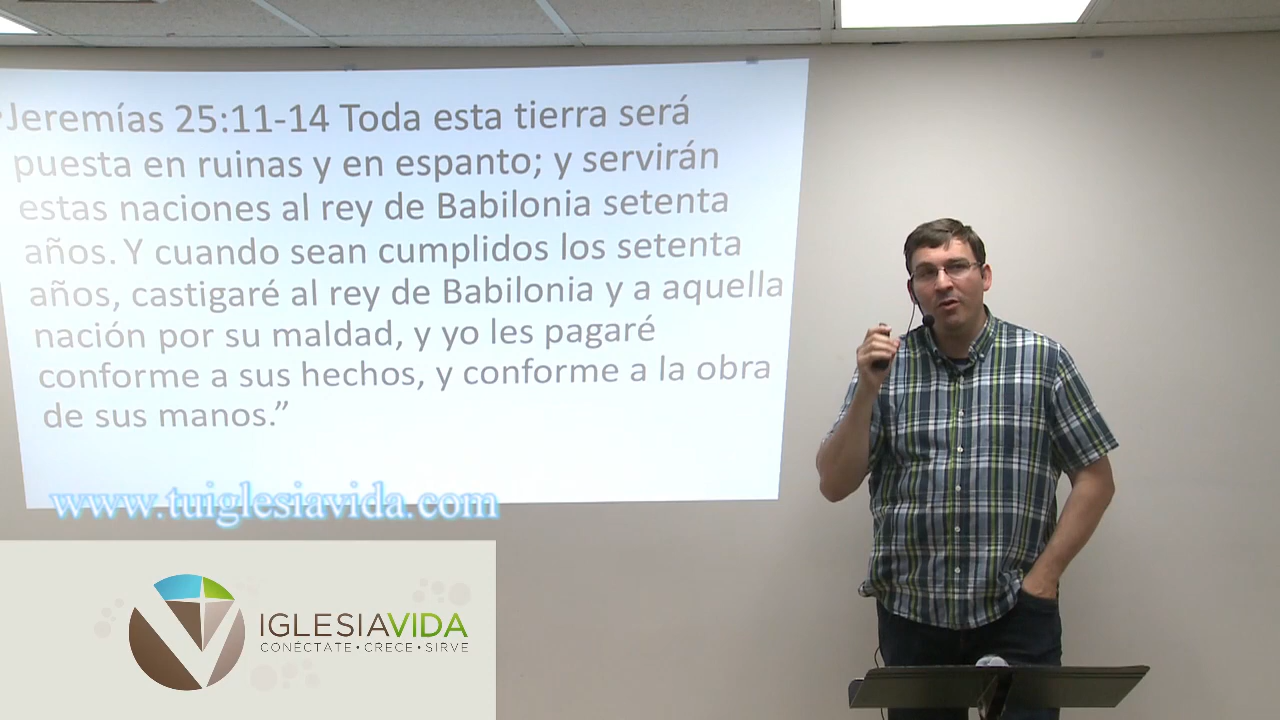 Jeremías 25:11-14 Toda esta tierra será
puesta en ruinas y en espanto; y servirán
estas naciones al rey de Babilonia setenta
años. Y cuando sean cumplidos los setenta
años, castigaré al rey de Babilonia y a aquella
nación por su maldad, y yo les pagaré
conforme a sus hechos, y conforme a la obra
de sus manos.”
www.tuiglesiavida.com
IGLESIAVIDA
CONÉCTATE • CRECE • SIRVE